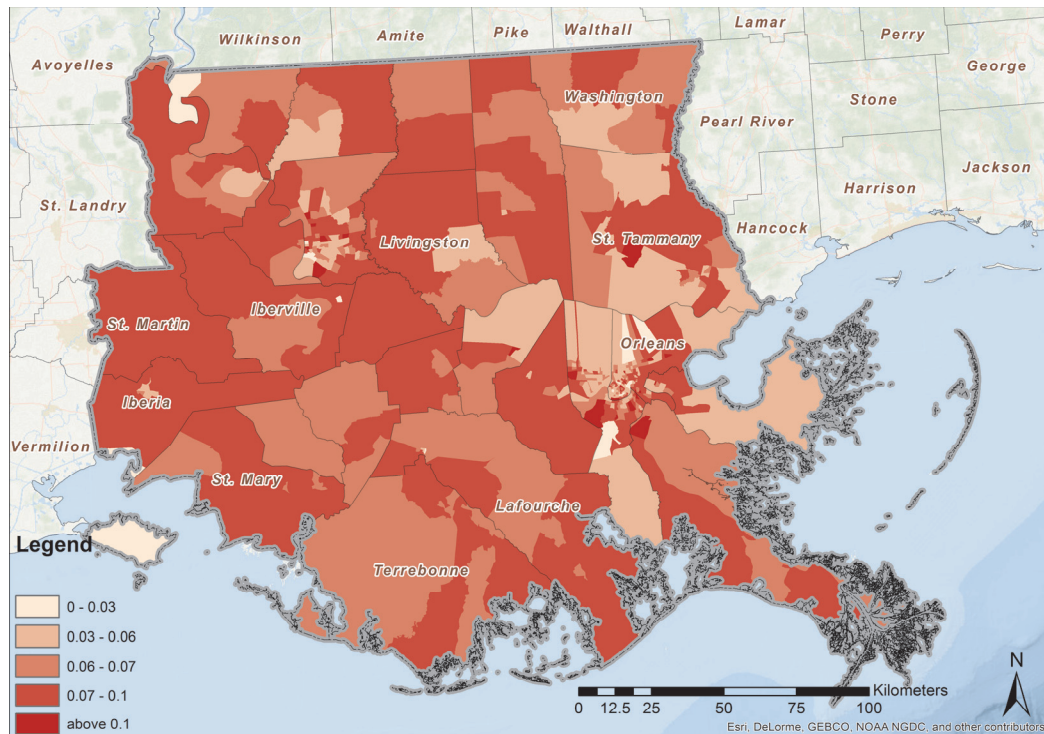 Wilkinson
Amite
Pike
Walthall
Lamar
Perry
Avoyelles
George
Washington
Stone
Pearl River
Jackson
Harrison
St. Landry
Hancock
Livingston
St. Tammany
Iberville
St. Martin
Orleans
Iberia
Vermilion
St. Mary
Lafourche
Legend
Terrebonne
0 - 0.03
0.03 - 0.06
0.06 - 0.07
0.07 - 0.1
above 0.1
Kilometers
0 12.5 25 50 75 100
N
Esri, DeLorme, GEBCO, NOAA NGDC, and other contributors